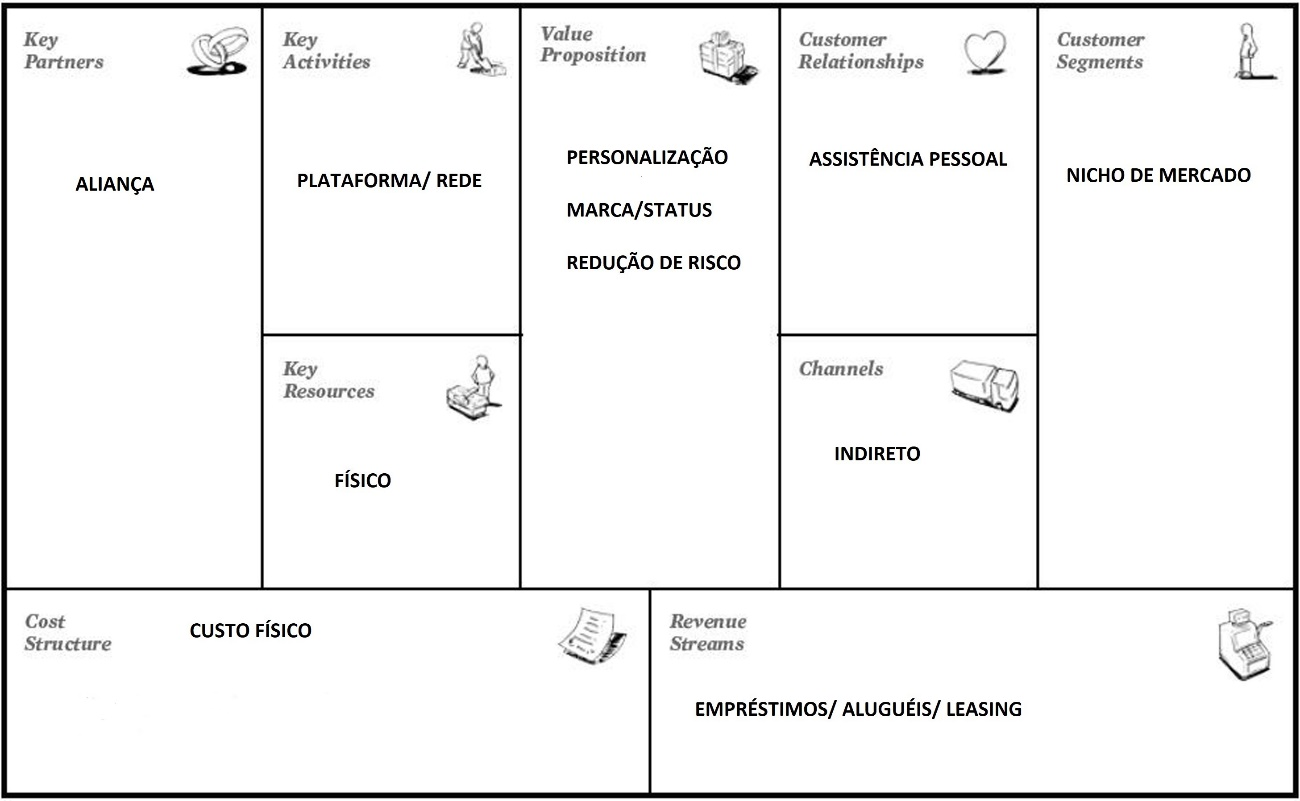 Key
Partners
ALIANÇA
Key
Activities
PLATAFORMA/ REDE
Key
Resources
FÍSICO
Value
Proposition
PERSONALIZAÇÃO
MARCA/STATUS
REDUÇÃO DE RISCO
Customer
Relationships
ASSISTÊNCIA PESSOAL
Channels
INDIRETO
Customer
Segments
NICHO DE MERCADO
Cost
Structure
CUSTO FÍSICO
Revenue
Streams
EMPRÉSTIMOS/ ALUGUÉIS/ LEASING